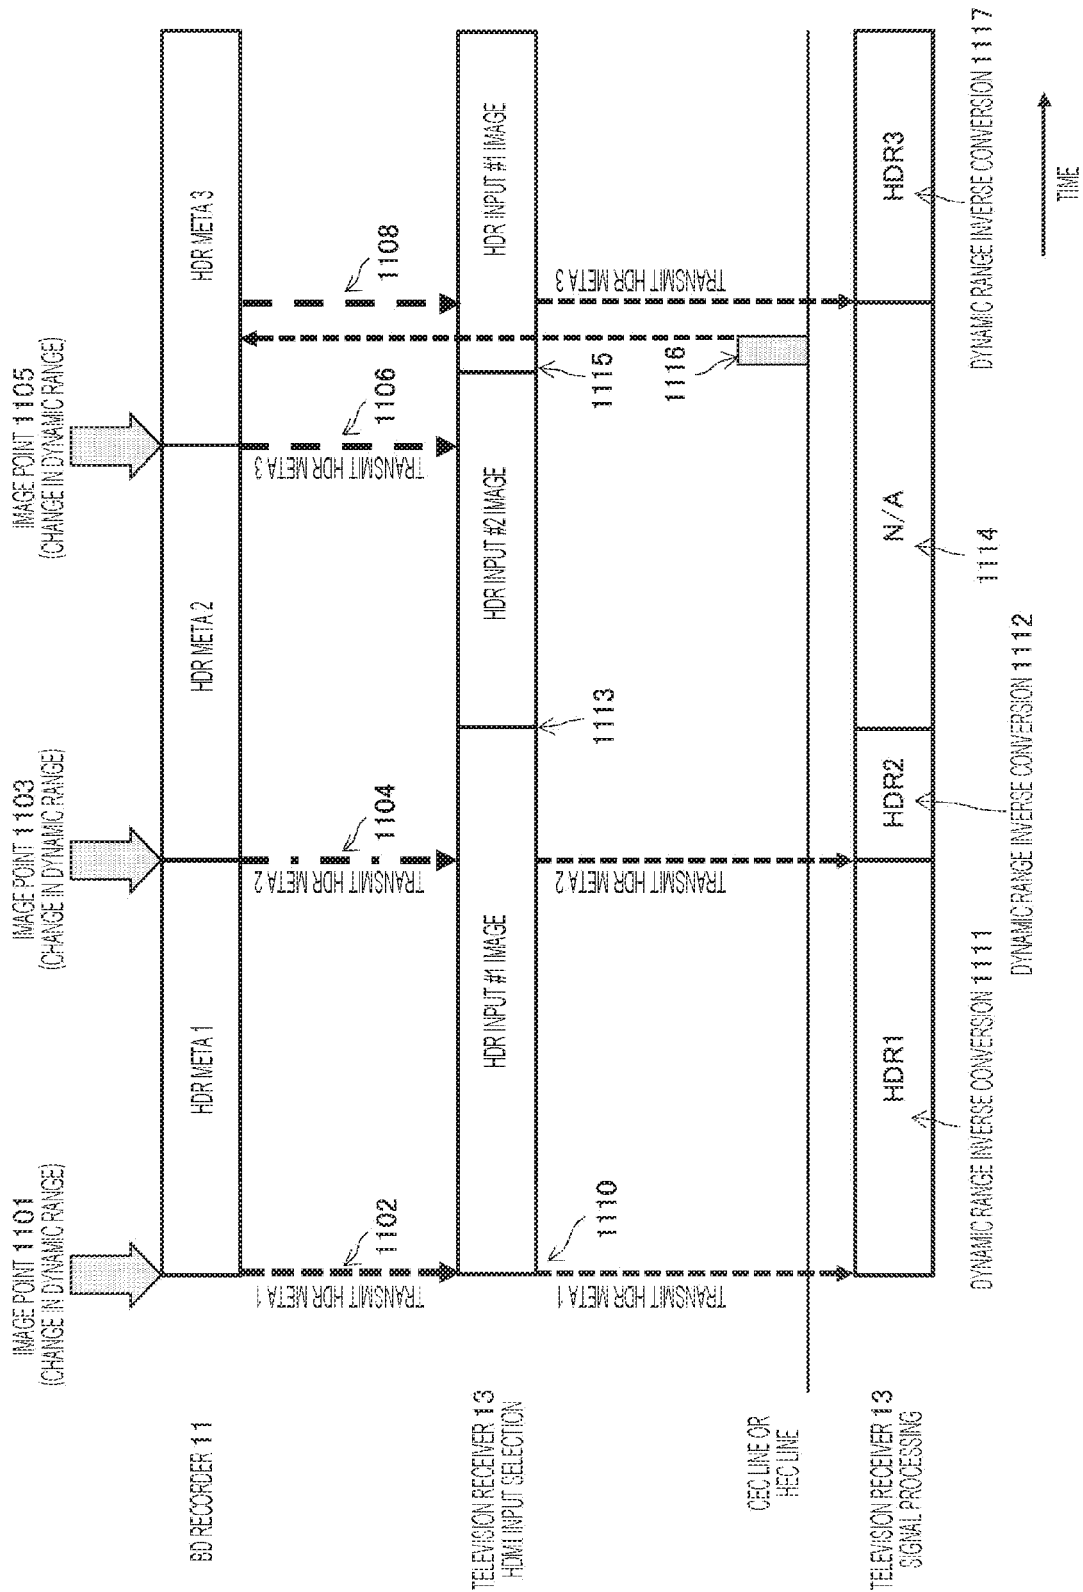 IMAGE POINT 1101
(CHANGE IN DYNAMIC RANGE)
IMAGE POINT 1103
(CHANGE IN DYNAMIC RANGE)
IMAGE POINT 1105
(CHANGE IN DYNAMIC RANGE)
BD RECORDER 11
HDR META 1
HDR META 2
HDR META 3
TRANSMIT HDR META 1
1102
TRANSMIT HDR META 2
1104
TRANSMIT HDR META 3
1106
1108
TELEVISION RECEIVER 13
HDMI INPUT SELECTION
HDR INPUT #1 IMAGE
HDR INPUT #2 IMAGE
HDR INPUT #1 IMAGE
1110
1113
1115
TRANSMIT HDR META 1
TRANSMIT HDR META 2
1116
TRANSMIT HDR META 3
CEC LINE OR
HEC LINE
TELEVISION RECEIVER 13
SIGNAL PROCESSING
HDR1
HDR2
N/A
HDR3
DYNAMIC RANGE INVERSE CONVERSION 1111
DYNAMIC RANGE INVERSE CONVERSION 1112
1114
DYNAMIC RANGE INVERSE CONVERSION 1117
TIME